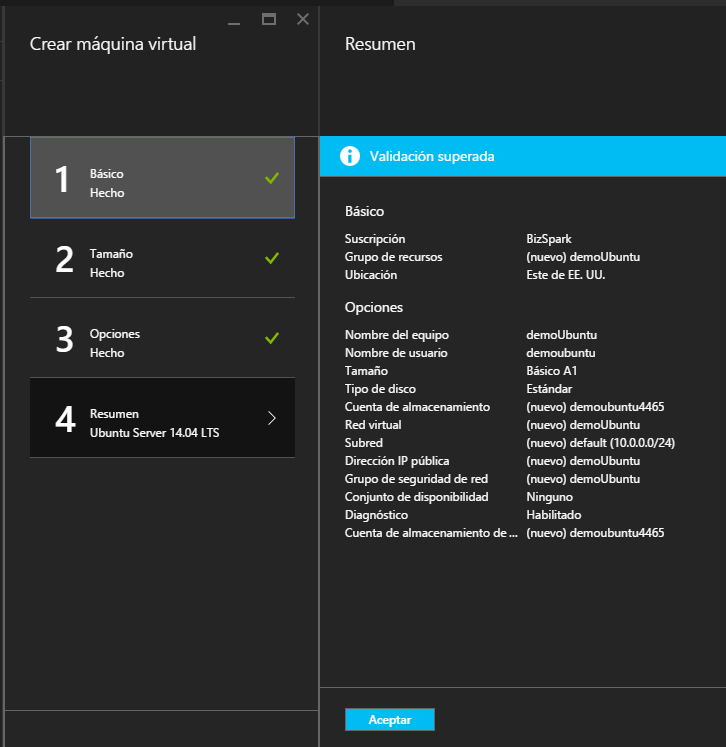 Crear máquina virtual
1
Básico
Hecho
2
Tamaño
Hecho
3
Opciones
Hecho
4
Resumen
Ubuntu Server 14.04 LTS
Resumen
Validación superada
Básico
Suscripción BizSpark
Grupo de recursos (nuevo) demoUbuntu
Ubicación Este de EE. UU.
Opciones
Nombre del equipo demoUbuntu
Nombre de usuario demoubuntu
Tamaño Básico A1
Tipo de disco Estándar
Cuenta de almacenamiento (nuevo) demoubuntu4465
Red virtual (nuevo) demoUbuntu
Subred (nuevo) default (10.0.0.0/24)
Dirección IP pública (nuevo) demoUbuntu
Grupo de seguridad de red (nuevo) demoUbuntu
Conjunto de disponibilidad Ninguno
Diagnóstico Habilitado
Cuenta de almacenamiento de ... (nuevo) demoubuntu4465
Aceptar